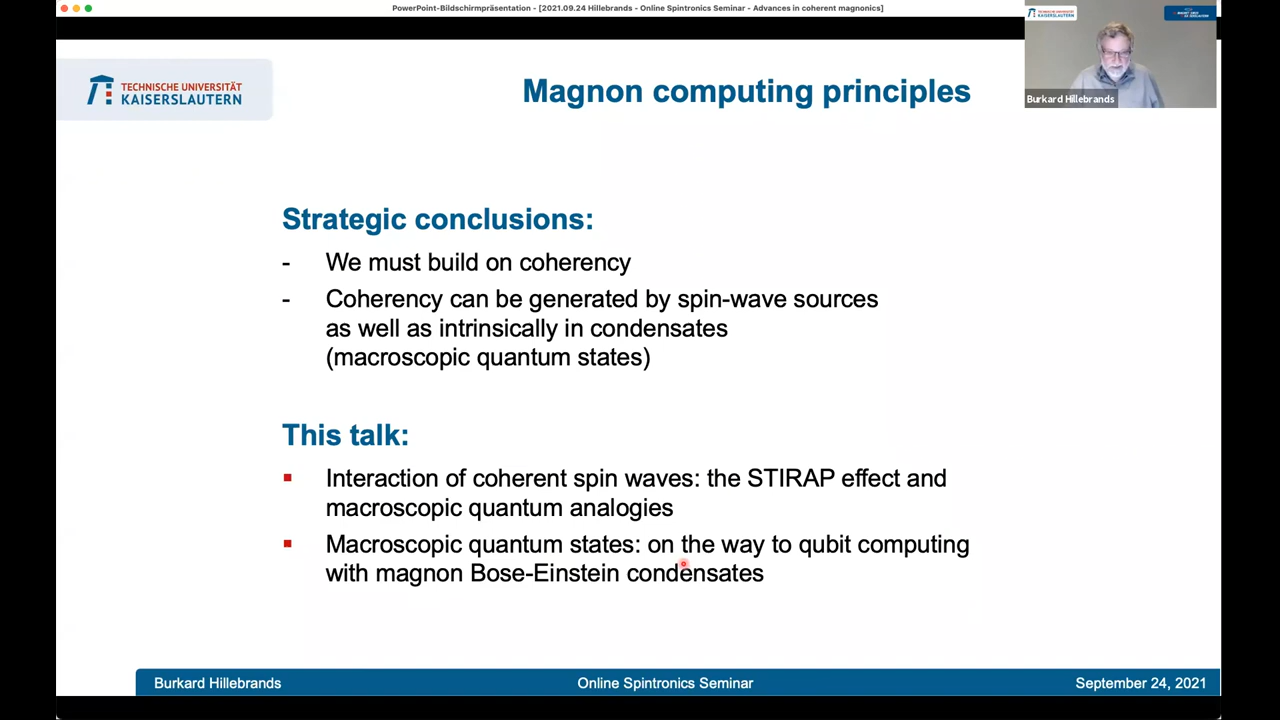 PowerPoint-Bildschirmpräsentation - [2021.09.24 Hillebrands - Online Spintronics Seminar - Advances in coherent magnonics]
TECHNISCHE UNIVERSITÄT
KAISERSLAUTERN
Magnon computing principles
TECHNISCHE UNIVERSITÄT
KAISERSLAUTERN
Burkard Hillebrands
Strategic conclusions:
- We must build on coherency
- Coherency can be generated by spin-wave sources
as well as intrinsically in condensates
(macroscopic quantum states)
This talk:
▪ Interaction of coherent spin waves: the STIRAP effect and
macroscopic quantum analogies
▪ Macroscopic quantum states: on the way to qubit computing
with magnon Bose-Einstein condensates
Burkard Hillebrands
Online Spintronics Seminar
September 24, 2021